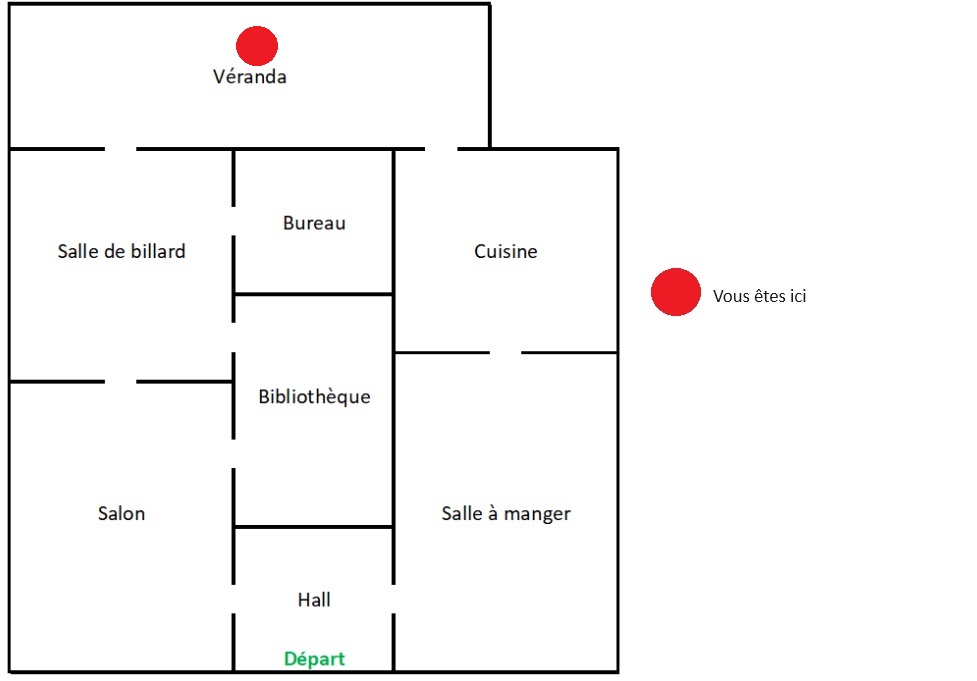 Véranda
Bureau
Salle de billard
Cuisine
Vous êtes ici
Bibliothèque
Salon
Salle à manger
Hall
Départ